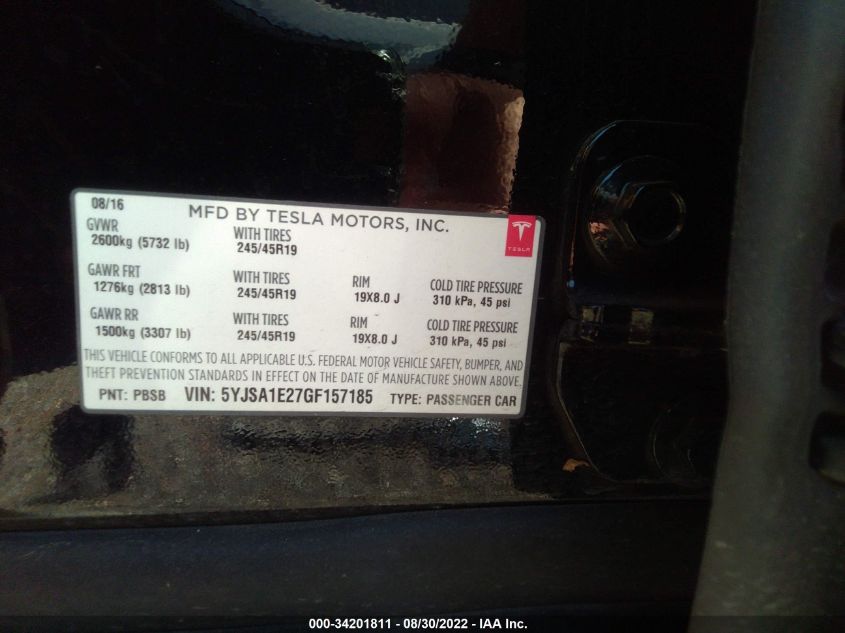 08/16 MFD BY TESLA MOTORS, INC.
GVWR WITH TIRES
2600kg (5732 lb) 245/45R19
TESLA
GAWR FRT WITH TIRES RIM COLD TIRE PRESSURE
1276kg (2813 lb) 245/45R19 19X8.0 J 310 kPa, 45 psi
GAWR RR WITH TIRES RIM COLD TIRE PRESSURE
1500kg (3307 lb) 245/45R19 19X8.0 J 310 kPa, 45 psi
THIS VEHICLE CONFORMS TO ALL APPLICABLE U.S. FEDERAL MOTOR VEHICLE SAFETY, BUMPER, AND
THEFT PREVENTION STANDARDS IN EFFECT ON THE DATE OF MANUFACTURE SHOWN ABOVE.
PNT: PBSB VIN: 5YJSA1E27GF157185 TYPE: PASSENGER CAR
000-34201811 - 08/30/2022 - IAA Inc.